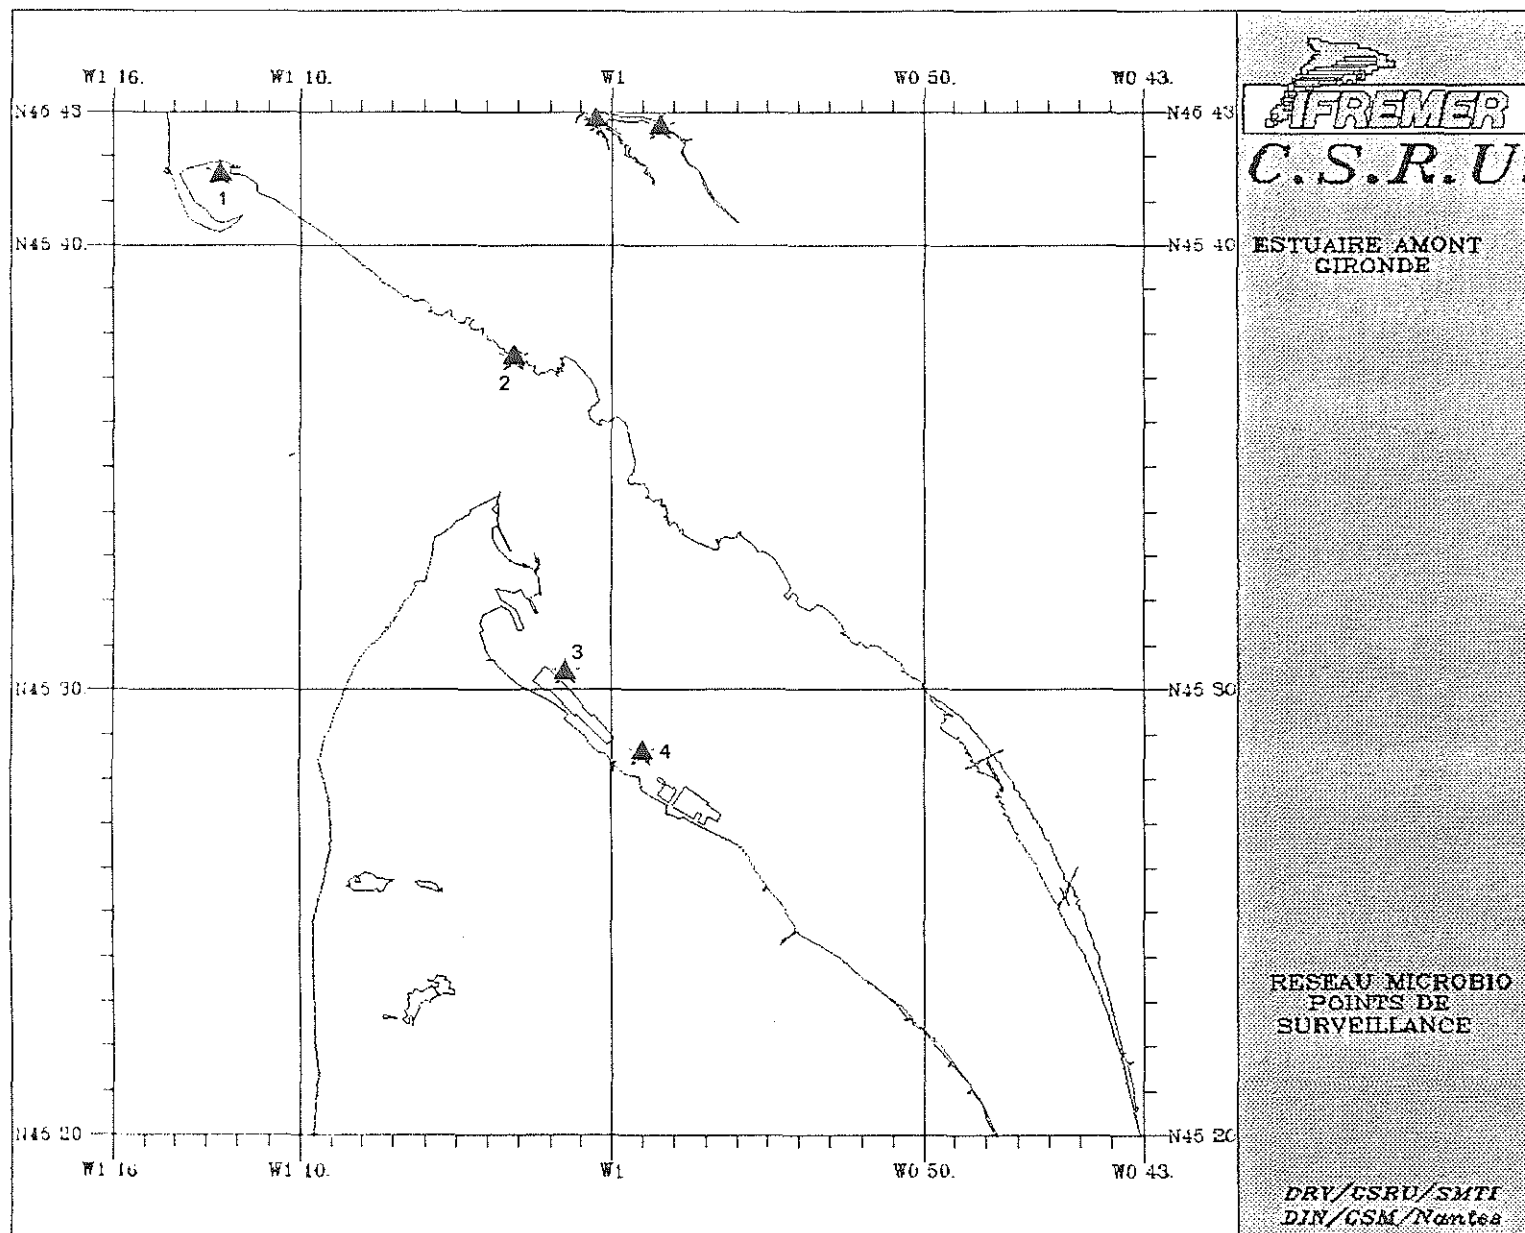 W1 16. W1 10. W1 W0 50. W0 43.
N45 43 N45 43
1
N45 40. N45 40
2
3
N45 30. N45 30
4
N45 20 N45 20
W1 16 W1 10. W1 W0 50. W0 43.
IFREMER
C.S.R.U.
ESTUAIRE AMONT
GIRONDE
RESEAU MICROBIO
POINTS DE
SURVEILLANCE
DRV/CSRU/SMTI
DIN/CSM/Nantes